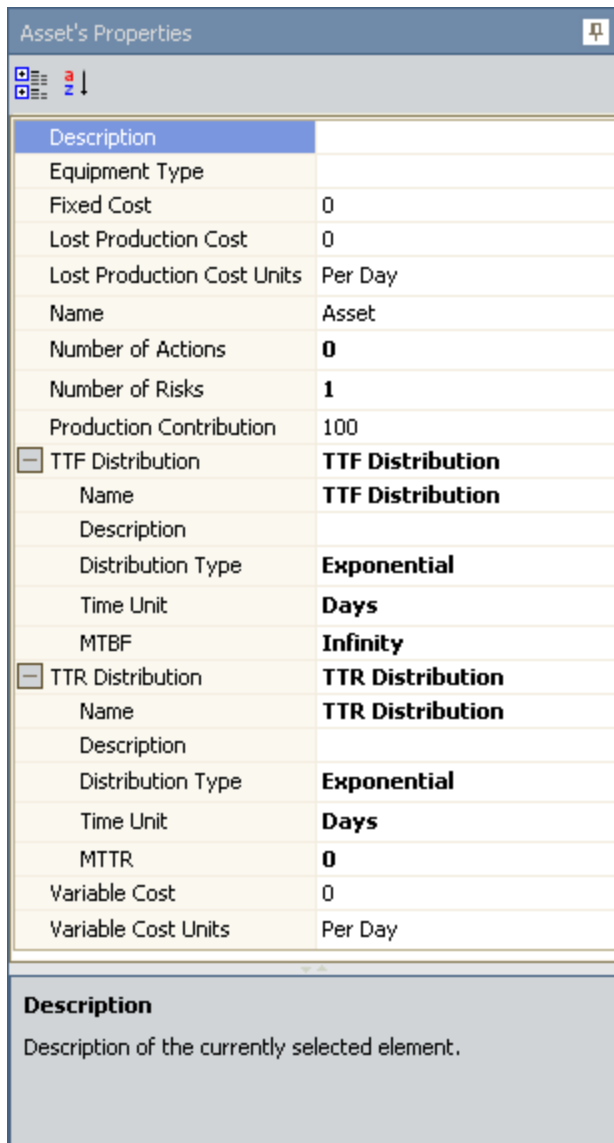 Asset's Properties
a
z
Description
Equipment Type
Fixed Cost 0
Lost Production Cost 0
Lost Production Cost Units Per Day
Name Asset
Number of Actions 0
Number of Risks 1
Production Contribution 100
TTF Distribution TTF Distribution
Name TTF Distribution
Description
Distribution Type Exponential
Time Unit Days
MTBF Infinity
TTR Distribution TTR Distribution
Name TTR Distribution
Description
Distribution Type Exponential
Time Unit Days
MTTR 0
Variable Cost 0
Variable Cost Units Per Day
Description
Description of the currently selected element.